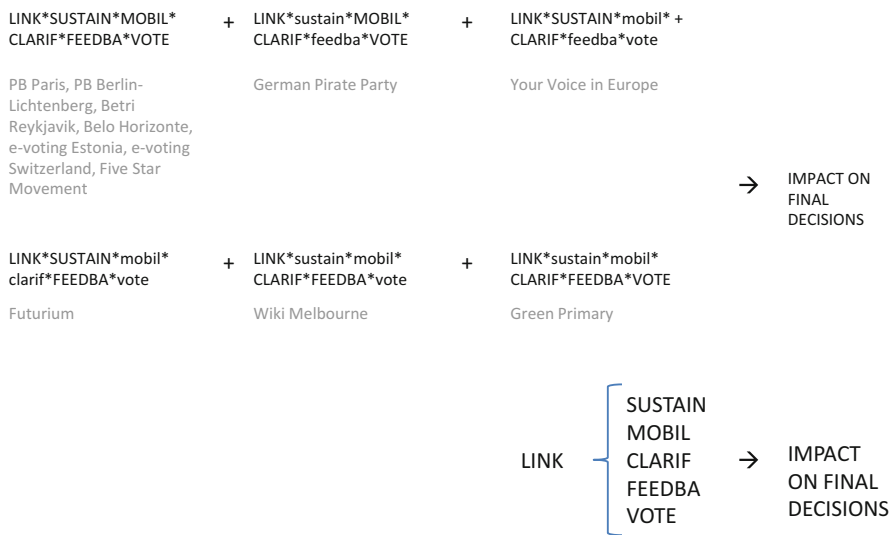 LINK*SUSTAIN*MOBIL*
CLARIF*FEEDBA*VOTE
+
LINK*sustain*MOBIL*
CLARIF*feedba*VOTE
+
LINK*SUSTAIN*mobil* +
CLARIF*feedba*vote
PB Paris, PB Berlin-
Lichtenberg, Betri
Reykjavik, Belo Horizonte,
e-voting Estonia, e-voting
Switzerland, Five Star
Movement
German Pirate Party
Your Voice in Europe
→
IMPACT ON
FINAL
DECISIONS
LINK*SUSTAIN*mobil*
clarif*FEEDBA*vote
+
LINK*sustain*mobil*
CLARIF*FEEDBA*vote
+
LINK*sustain*mobil*
CLARIF*FEEDBA*VOTE
Futurium
Wiki Melbourne
Green Primary
LINK
SUSTAIN
MOBIL
CLARIF
FEEDBA
VOTE
→
IMPACT
ON FINAL
DECISIONS